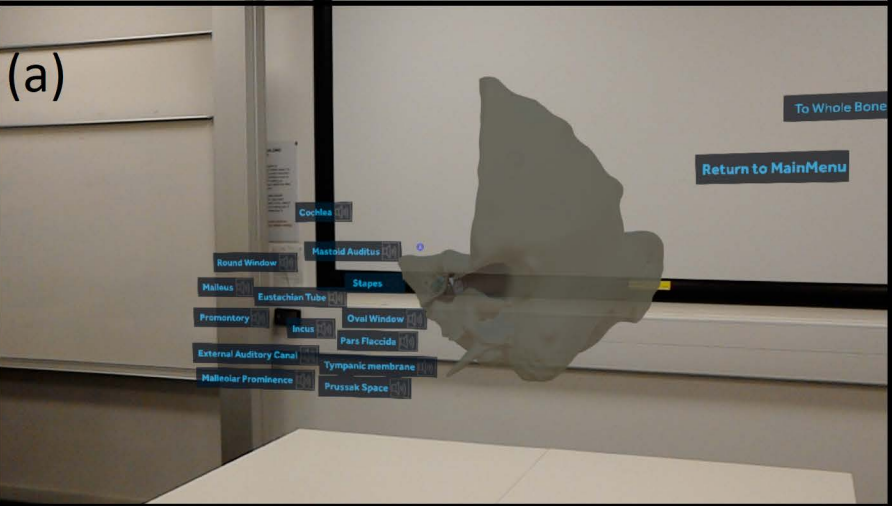 (a)
To Whole Bone
Return to MainMenu
Cochlea
Mastoid Auditus
Round Window
Stapes
Malleus
Eustachian Tube
Promontory
Oval Window
Incus
Pars Flaccida
External Auditory Canal
Tympanic membrane
Malleolar Prominence
Prussak Space